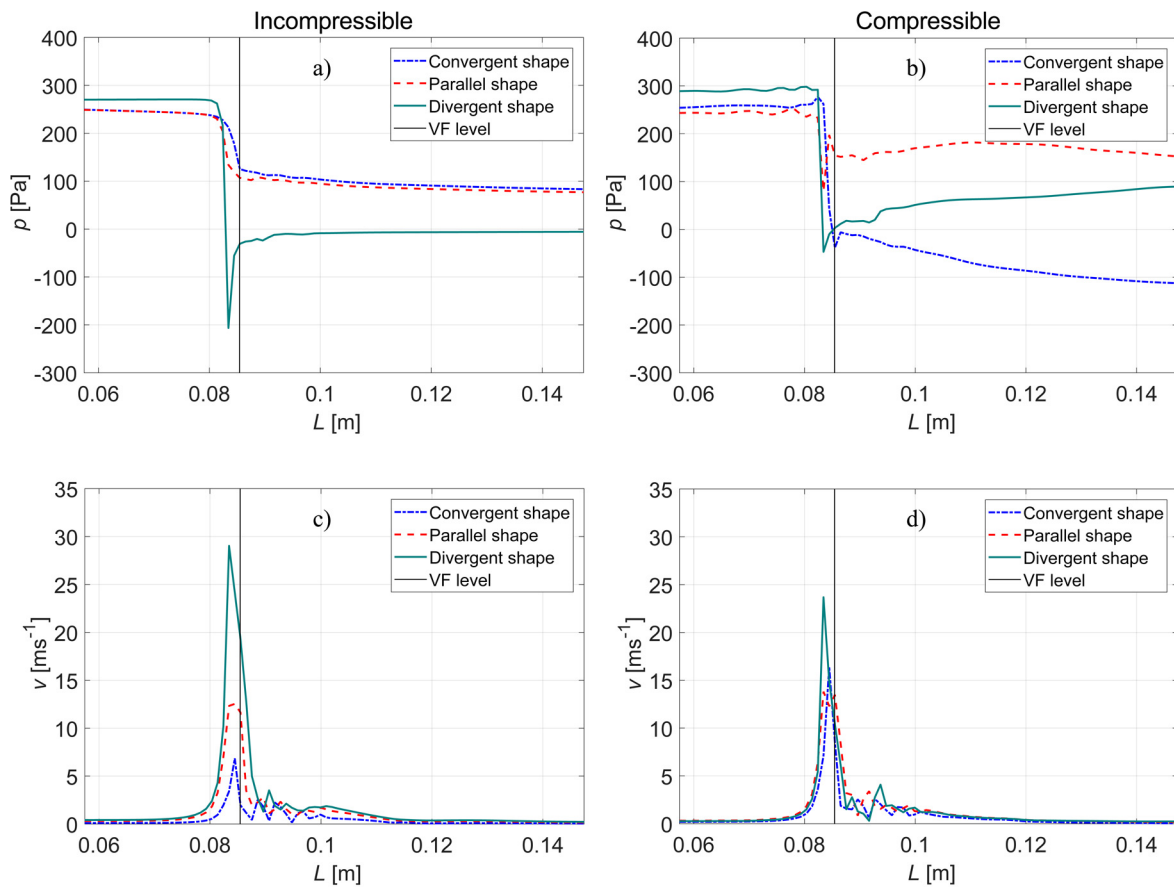 Incompressible
Compressible
a)
Convergent shape
Parallel shape
Divergent shape
VF level
400
300
200
100
0
-100
-200
-300
p [Pa]
0.06
0.08
0.1
0.12
0.14
L [m]
b)
Convergent shape
Parallel shape
Divergent shape
VF level
400
300
200
100
0
-100
-200
-300
p [Pa]
0.06
0.08
0.1
0.12
0.14
L [m]
c)
Convergent shape
Parallel shape
Divergent shape
VF level
35
30
25
20
15
10
5
0
v [ms⁻¹]
0.06
0.08
0.1
0.12
0.14
L [m]
d)
Convergent shape
Parallel shape
Divergent shape
VF level
35
30
25
20
15
10
5
0
v [ms⁻¹]
0.06
0.08
0.1
0.12
0.14
L [m]